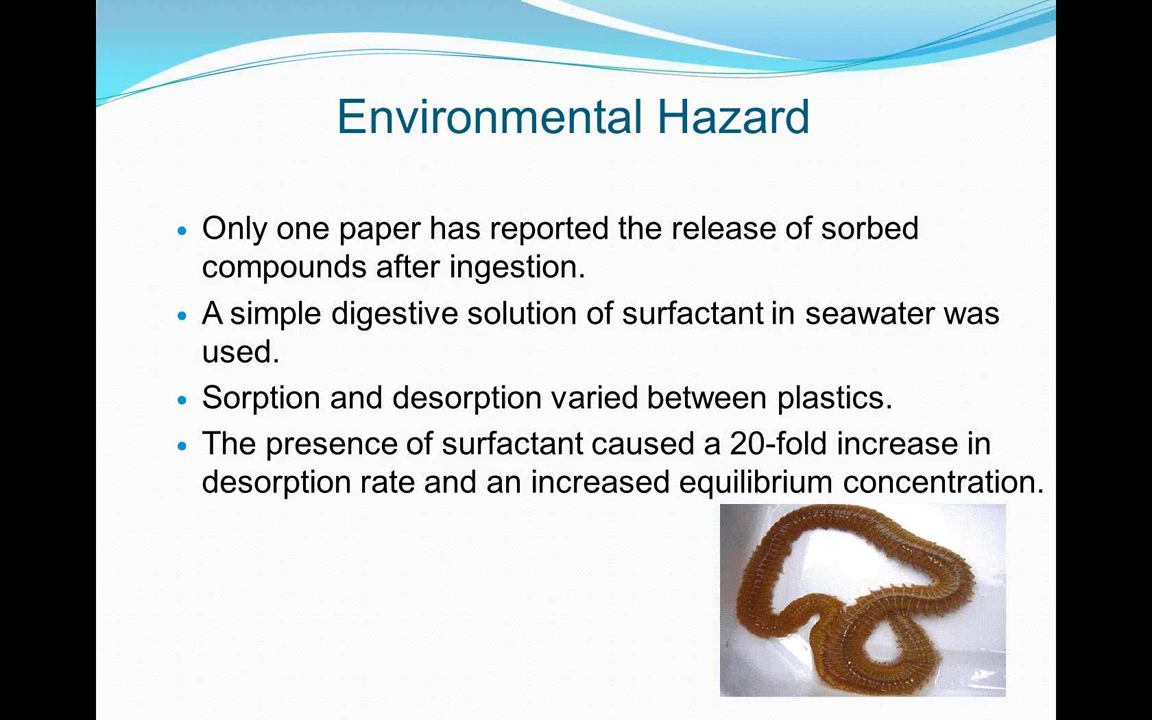 Environmental Hazard
• Only one paper has reported the release of sorbed
compounds after ingestion.
• A simple digestive solution of surfactant in seawater was
used.
• Sorption and desorption varied between plastics.
• The presence of surfactant caused a 20-fold increase in
desorption rate and an increased equilibrium concentration.